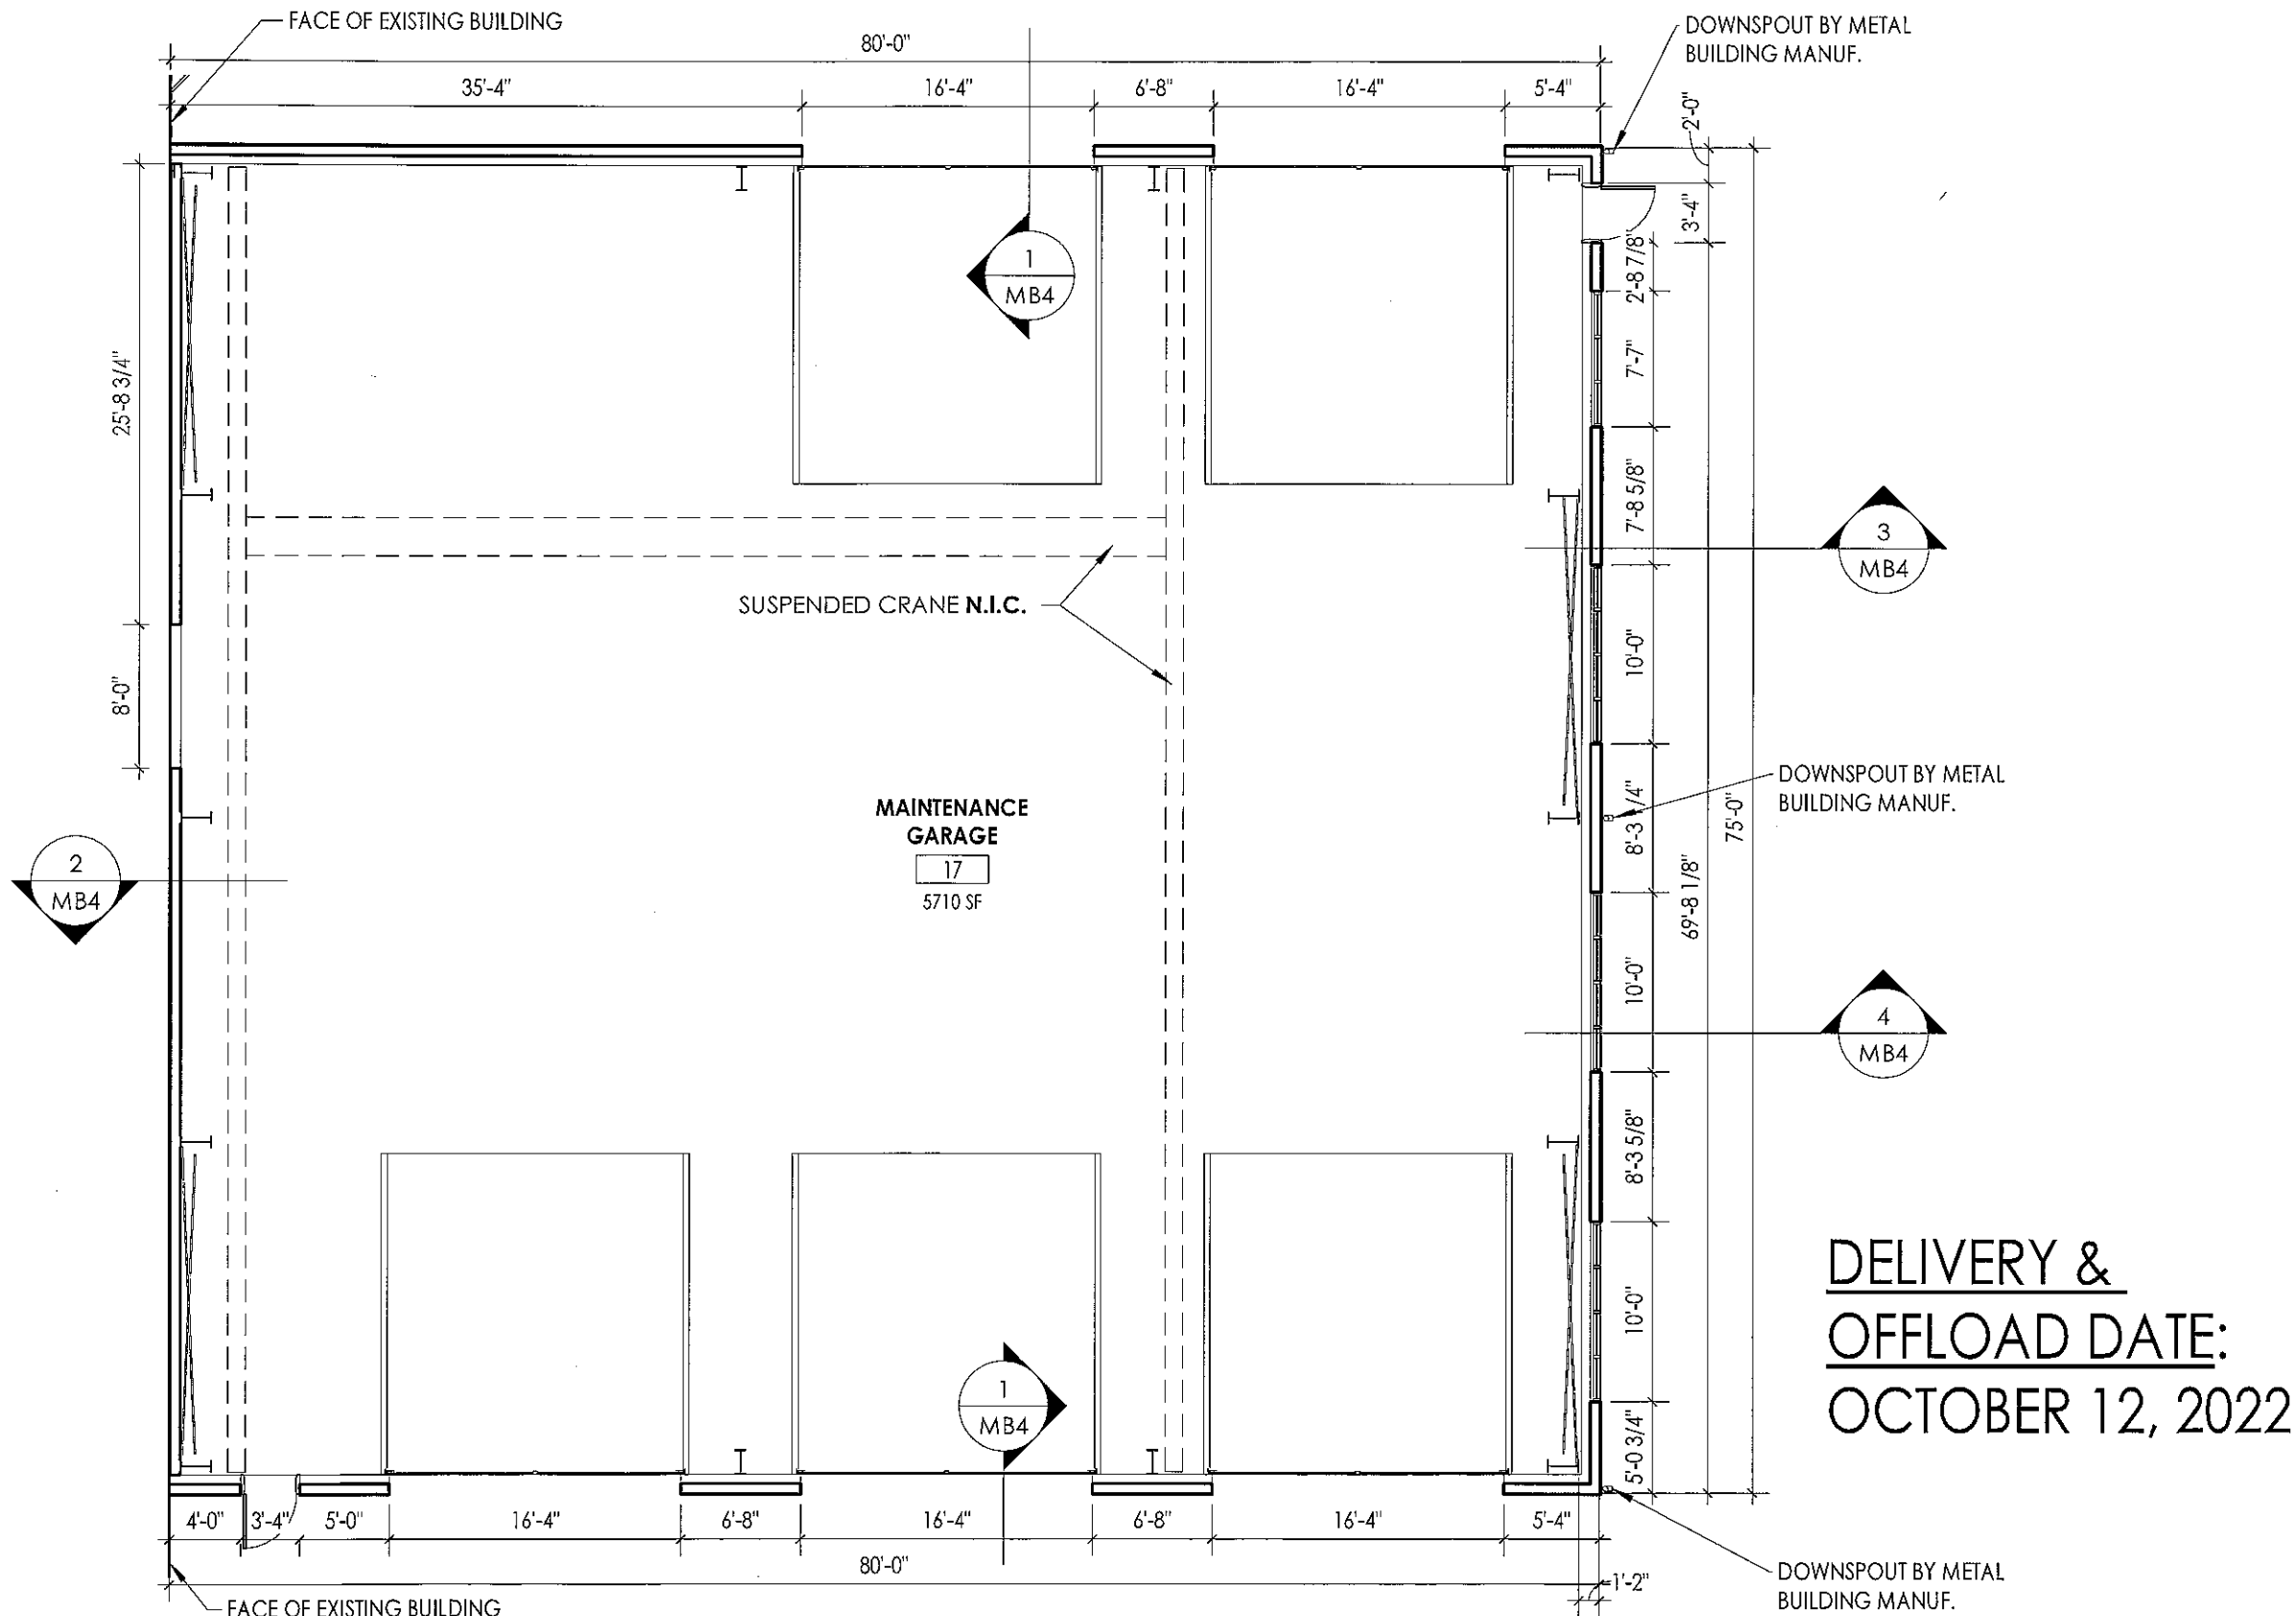 FACE OF EXISTING BUILDING
80'-0"
DOWNSPOUT BY METAL
BUILDING MANUF.
35'-4"
16'-4"
6'-8"
16'-4"
5'-4"
2'-0"
3'-4"
2'-8 7/8"
1
MB4
7'-7"
25'-8 3/4"
7'-8 5/8"
3
MB4
SUSPENDED CRANE N.I.C.
10'-0"
8'-0"
DOWNSPOUT BY METAL
BUILDING MANUF.
8'-3 1/4"
75'-0"
MAINTENANCE
GARAGE
17
5710 SF
2
MB4
69'-8 1/8"
10'-0"
4
MB4
8'-3 5/8"
DELIVERY &
OFFLOAD DATE:
OCTOBER 12, 2022
10'-0"
1
MB4
5'-0 3/4"
4'-0"
3'-4"
5'-0"
16'-4"
6'-8"
16'-4"
6'-8"
16'-4"
5'-4"
80'-0"
1'-2"
DOWNSPOUT BY METAL
BUILDING MANUF.
FACE OF EXISTING BUILDING